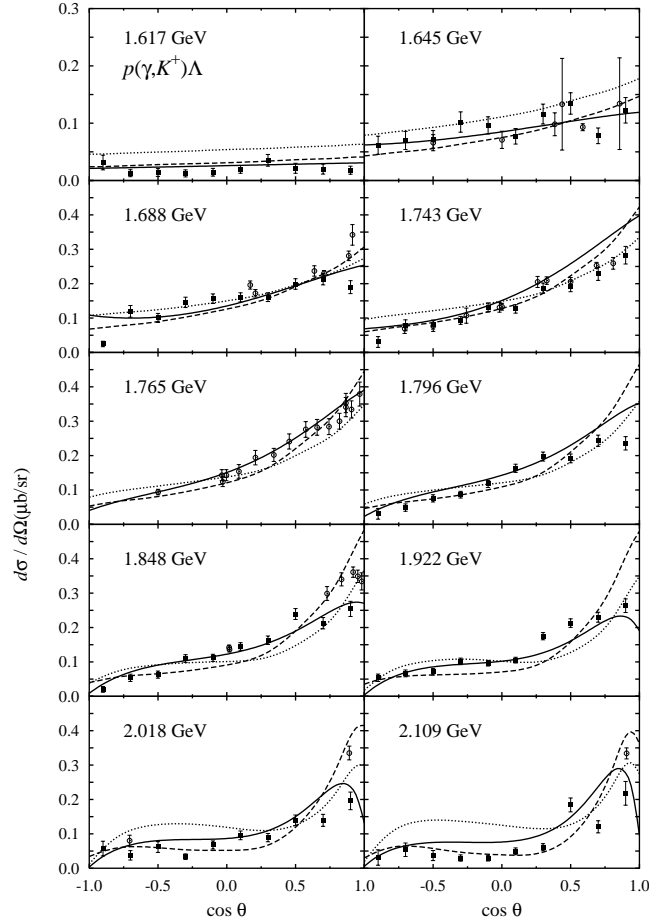 0.3
1.617 GeV 1.645 GeV
p(γ,K⁺)Λ
0.2
0.1
0.0
1.688 GeV 1.743 GeV
0.4
0.3
0.2
0.1
0.0
1.765 GeV 1.796 GeV
0.4
0.3
0.2
0.1
0.0
dσ / dΩ(μb/sr)
1.848 GeV 1.922 GeV
0.4
0.3
0.2
0.1
0.0
2.018 GeV 2.109 GeV
0.4
0.3
0.2
0.1
0.0
-1.0 -0.5 0.0 0.5 1.0 -0.5 0.0 0.5 1.0
cos θ cos θ